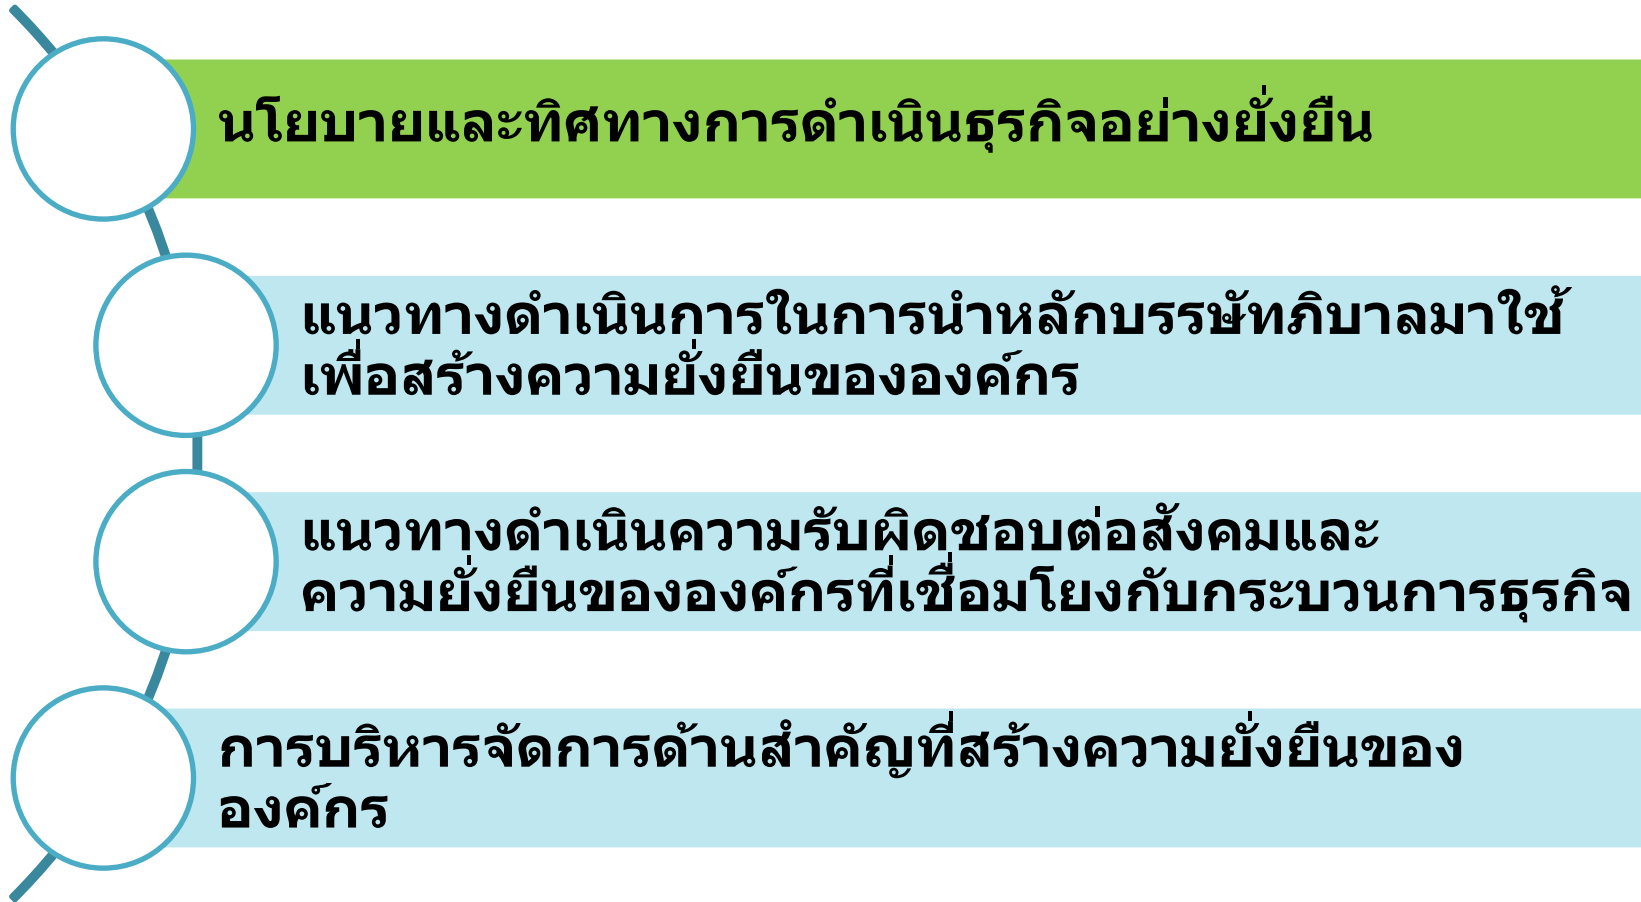 นโยบายและทิศทางการดำเนินธุรกิจอย่างยั่งยืน
แนวทางดำเนินการในการนำหลักบรรษัทภิบาลมาใช้
เพื่อสร้างความยั่งยืนขององค์กร
แนวทางดำเนินความรับผิดชอบต่อสังคมและ
ความยั่งยืนขององค์กรที่เชื่อมโยงกับกระบวนการธุรกิจ
การบริหารจัดการด้านสำคัญที่สร้างความยั่งยืนของ
องค์กร